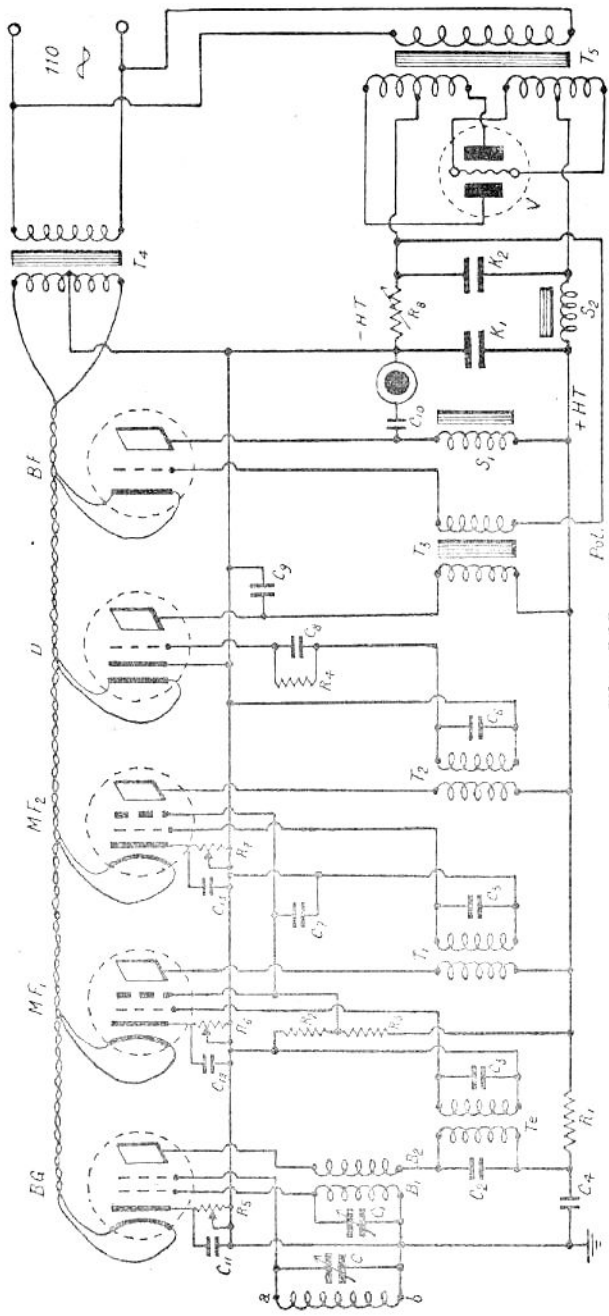 BG
MF₁
MF₂
D
BF
110
T₄
T₅
V
C₁₁
R₅
C₁₂
R₆
C₁₃
R₇
C₉
C₇
R₄
C₈
R₂
R₃
a
b
C
C₁
B₁
B₂
Te
C₂
C₃
T₁
C₅
T₂
C₆
T₃
S₁
C₁₀
- HT
R₈
K₁
K₂
+ HT
S₂
C₄
R₁
Pol.